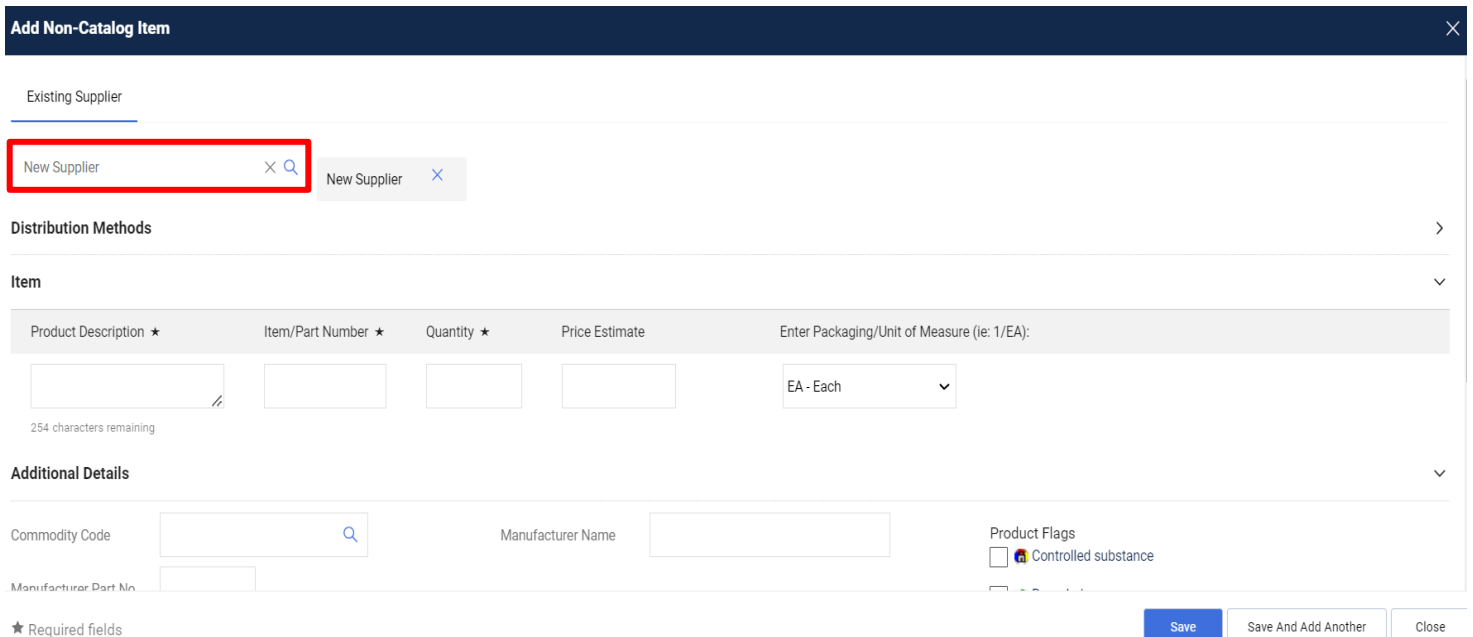 Add Non-Catalog Item
Existing Supplier
New Supplier
New Supplier
Distribution Methods
Item
Product Description ★ Item/Part Number ★ Quantity ★ Price Estimate Enter Packaging/Unit of Measure (ie: 1/EA):
EA - Each
254 characters remaining
Additional Details
Commodity Code Manufacturer Name Product Flags
Controlled substance
Manufacturer Part No
★ Required fields Save Save And Add Another Close